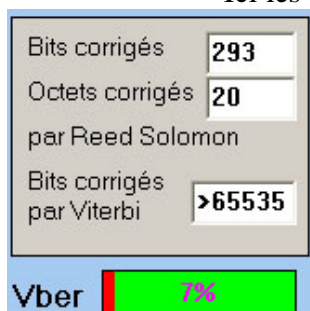 Bits corrigés 293
Octets corrigés 20
par Reed Solomon
Bits corrigés
par Viterbi >65535
Vber 7%